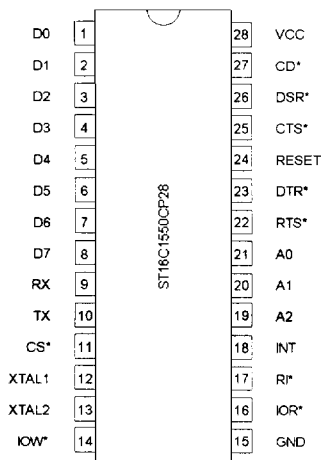 D0 1 28 VCC
D1 2 27 CD*
D2 3 26 DSR*
D3 4 25 CTS*
D4 5 24 RESET
D5 6 23 DTR*
D6 7 22 RTS*
D7 8 21 A0
RX 9 20 A1
TX 10 19 A2
CS* 11 18 INT
XTAL1 12 17 RI*
XTAL2 13 16 IOR*
IOW* 14 15 GND
ST16C1550CP28